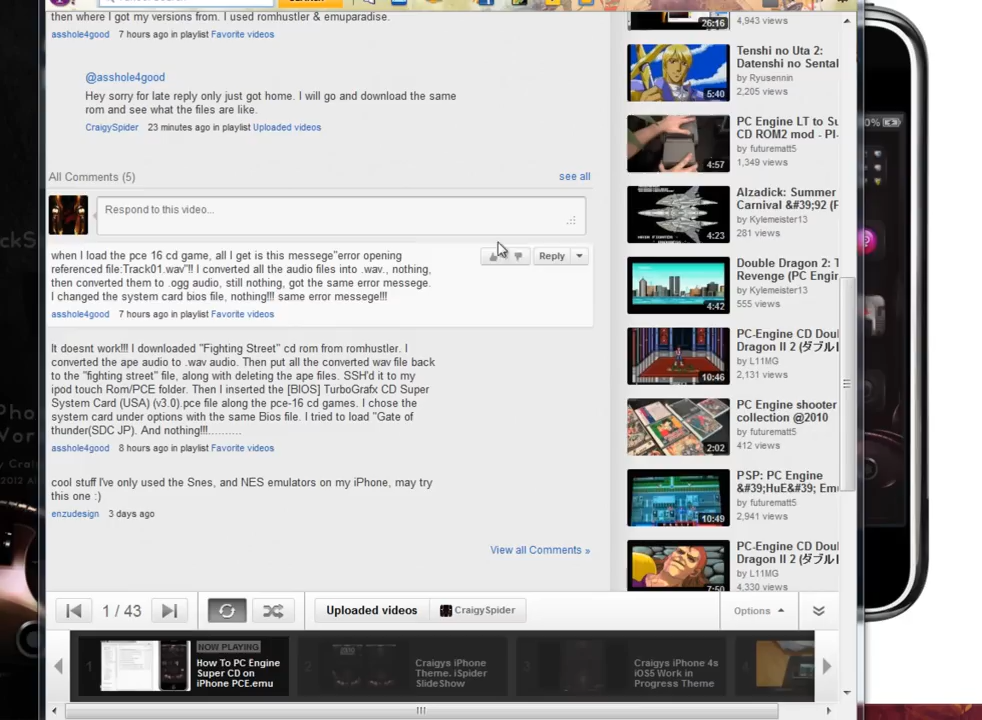 then where I got my versions from. I used romhustler & emuparadise.
asshole4good 7 hours ago in playlist Favorite videos
@asshole4good
Hey sorry for late reply only just got home. I will go and download the same
rom and see what the files are like.
CraigySpider 23 minutes ago in playlist Uploaded videos
All Comments (5) see all
Respond to this video...
when I load the pce 16 cd game, all I get is this messege"error opening
referenced file:Track01.wav"!! I converted all the audio files into .wav., nothing,
then converted them to .ogg audio, still nothing, got the same error messege.
I changed the system card bios file, nothing!!! same error messege!!!
Reply
asshole4good 7 hours ago in playlist Favorite videos
It doesnt work!!! I downloaded "Fighting Street" cd rom from romhustler. I
converted the ape audio to .wav audio. Then put all the converted wav file back
to the "fighting street" file, along with deleting the ape files. SSH'd it to my
ipod touch Rom/PCE folder. Then I inserted the [BIOS] TurboGrafx CD Super
System Card (USA) (v3.0).pce file along the pce-16 cd games. I chose the
system card under options with the same Bios file. I tried to load "Gate of
thunder(SDC JP). And nothing!!!..........
asshole4good 8 hours ago in playlist Favorite videos
cool stuff I've only used the Snes, and NES emulators on my iPhone, may try
this one :)
enzudesign 3 days ago
View all Comments »
26:16
4,943 views
Tenshi no Uta 2:
Datenshi no Sental
by Ryusennin
2,205 views
5:40
PC Engine LT to Su
CD ROM2 mod - PI-
by futurematt5
1,349 views
4:57
Alzadick: Summer
Carnival &#39;92 (F
by Kylemeister13
281 views
4:23
Double Dragon 2: T
Revenge (PC Engin
by Kylemeister13
555 views
4:42
PC-Engine CD Doul
Dragon II 2 (ダブルト
by L11MG
2,131 views
10:46
PC Engine shooter
collection @2010
by futurematt5
412 views
2:02
PSP: PC Engine
&#39;HuE&#39; Em
by futurematt5
2,941 views
10:49
PC-Engine CD Doul
Dragon II 2 (ダブルト
by L11MG
4,330 views
7:50
1 / 43
Uploaded videos CraigySpider Options
1
NOW PLAYING
How To PC Engine
Super CD on
iPhone PCE.emu
2
Craigys iPhone
Theme. iSpider
SlideShow
3
Craigys iPhone 4s
iOS5 Work in
Progress Theme
4